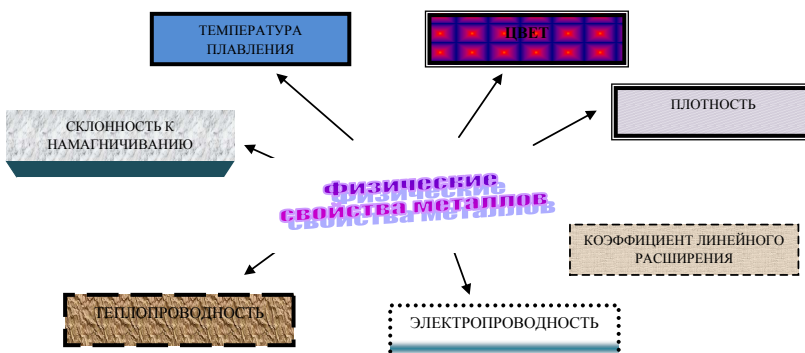 ТЕМПЕРАТУРА
ПЛАВЛЕНИЯ
ЦВЕТ
ПЛОТНОСТЬ
СКЛОННОСТЬ К
НАМАГНИЧИВАНИЮ
Физические
свойства металлов
КОЭФФИЦИЕНТ ЛИНЕЙНОГО
РАСШИРЕНИЯ
ТЕПЛОПРОВОДНОСТЬ
ЭЛЕКТРОПРОВОДНОСТЬ